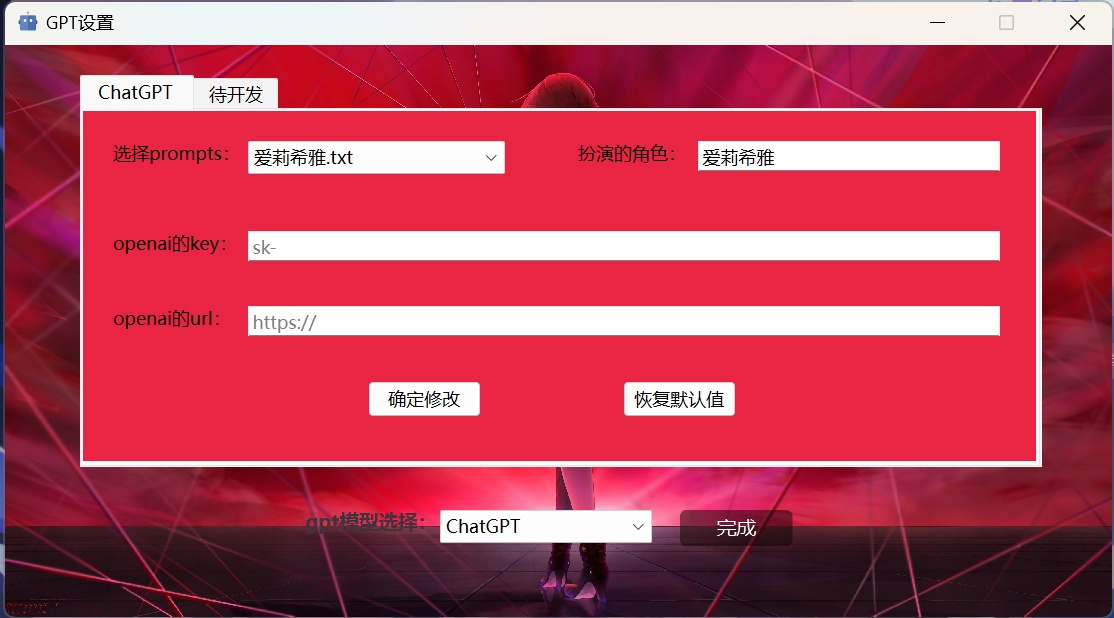 GPT设置
ChatGPT 待开发
选择prompts: 爱莉希雅.txt 扮演的角色: 爱莉希雅
openai的key: sk-
openai的url: https://
确定修改 恢复默认值
gpt模型选择: ChatGPT 完成